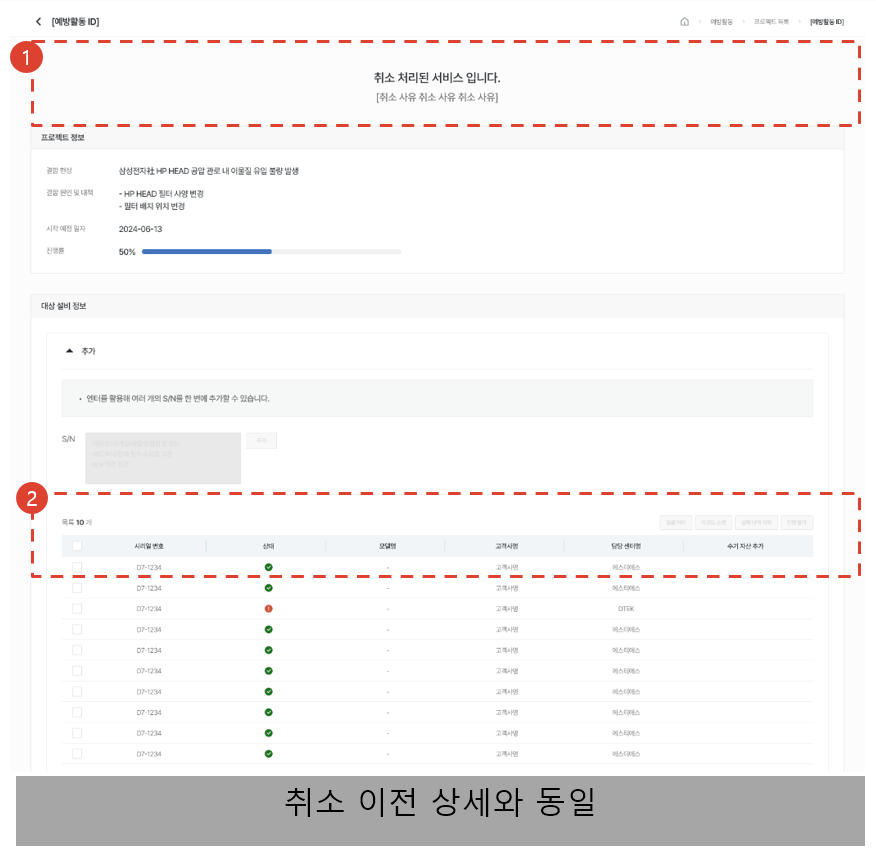 [예방활동 ID]
예방활동
프로젝트 목록
[예방활동 ID]
1
취소 처리된 서비스 입니다.
[취소 사유 취소 사유 취소 사유]
프로젝트 정보
결함 현상 삼성전자社 HP HEAD 공압 관로 내 이물질 유입 불량 발생
결함 원인 및 대책 - HP HEAD 필터 사양 변경
- 필터 배치 위치 변경
시작 예정 일자 2024-06-13
진행률 50%
대상 설비 정보
추가
• 엔터를 활용해 여러 개의 S/N를 한 번에 추가할 수 있습니다.
S/N
추가
2
목록 10 개
시리얼 번호 상태 모델명 고객사명 담당 센터명 수기 자산 추가
D7-1234 - 고객사명 에스티에스
D7-1234 - 고객사명 에스티에스
D7-1234 - 고객사명 DTEK
D7-1234 - 고객사명 에스티에스
D7-1234 - 고객사명 에스티에스
D7-1234 - 고객사명 에스티에스
D7-1234 - 고객사명 에스티에스
D7-1234 - 고객사명 에스티에스
D7-1234 - 고객사명 에스티에스
D7-1234 - 고객사명 에스티에스
취소 이전 상세와 동일